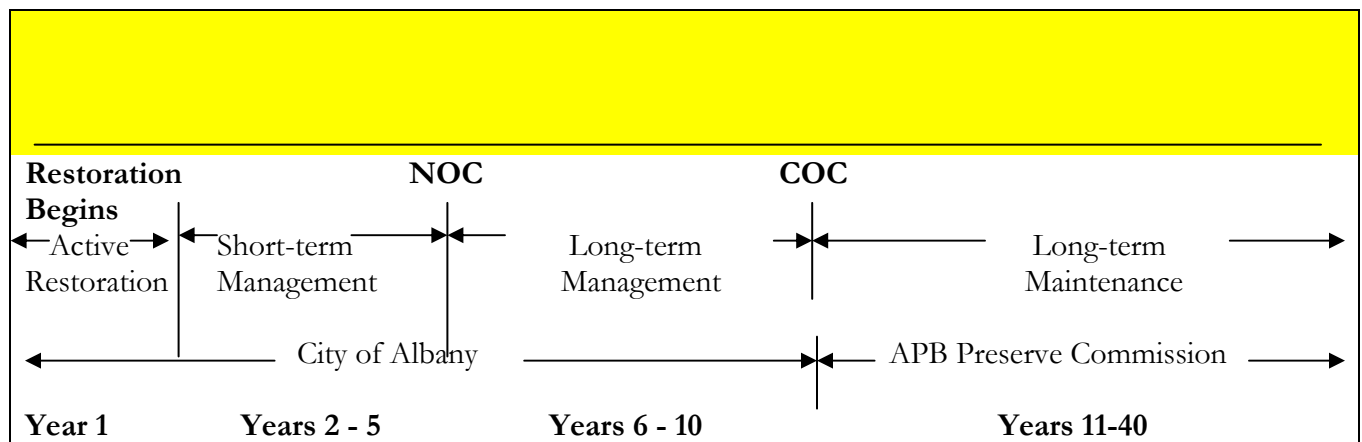 Restoration Begins NOC COC
Active Restoration Short-term Management Long-term Management Long-term Maintenance
City of Albany APB Preserve Commission
Year 1 Years 2 - 5 Years 6 - 10 Years 11-40